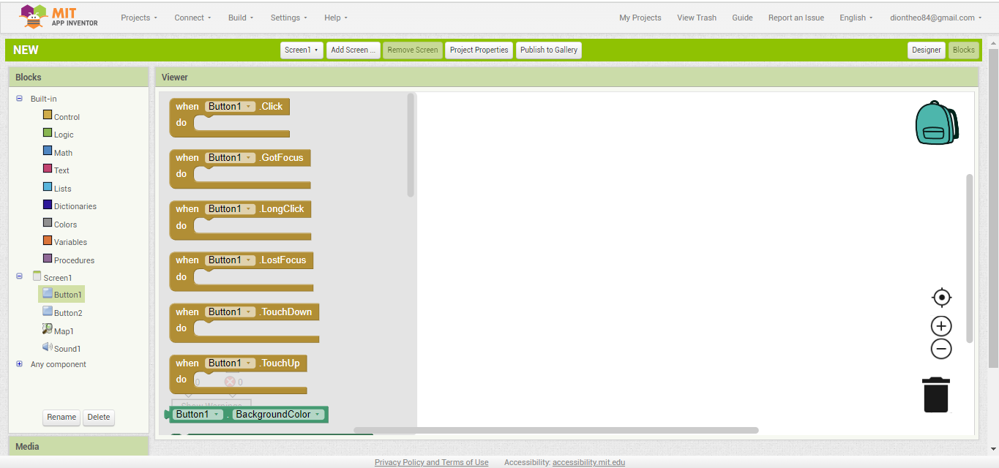 MIT
APP INVENTOR
Projects Connect Build Settings Help My Projects View Trash Guide Report an Issue English diontheo84@gmail.com
NEW Screen1 Add Screen ... Remove Screen Project Properties Publish to Gallery Designer Blocks
Blocks
Built-in
Control
Logic
Math
Text
Lists
Dictionaries
Colors
Variables
Procedures
Screen1
Button1
Button2
Map1
Sound1
Any component
Rename Delete
Media
Viewer
when Button1 .Click
do
when Button1 .GotFocus
do
when Button1 .LongClick
do
when Button1 .LostFocus
do
when Button1 .TouchDown
do
when Button1 .TouchUp
do 0 0
Show Warnings
Button1 . BackgroundColor
Privacy Policy and Terms of Use Accessibility: accessibility.mit.edu